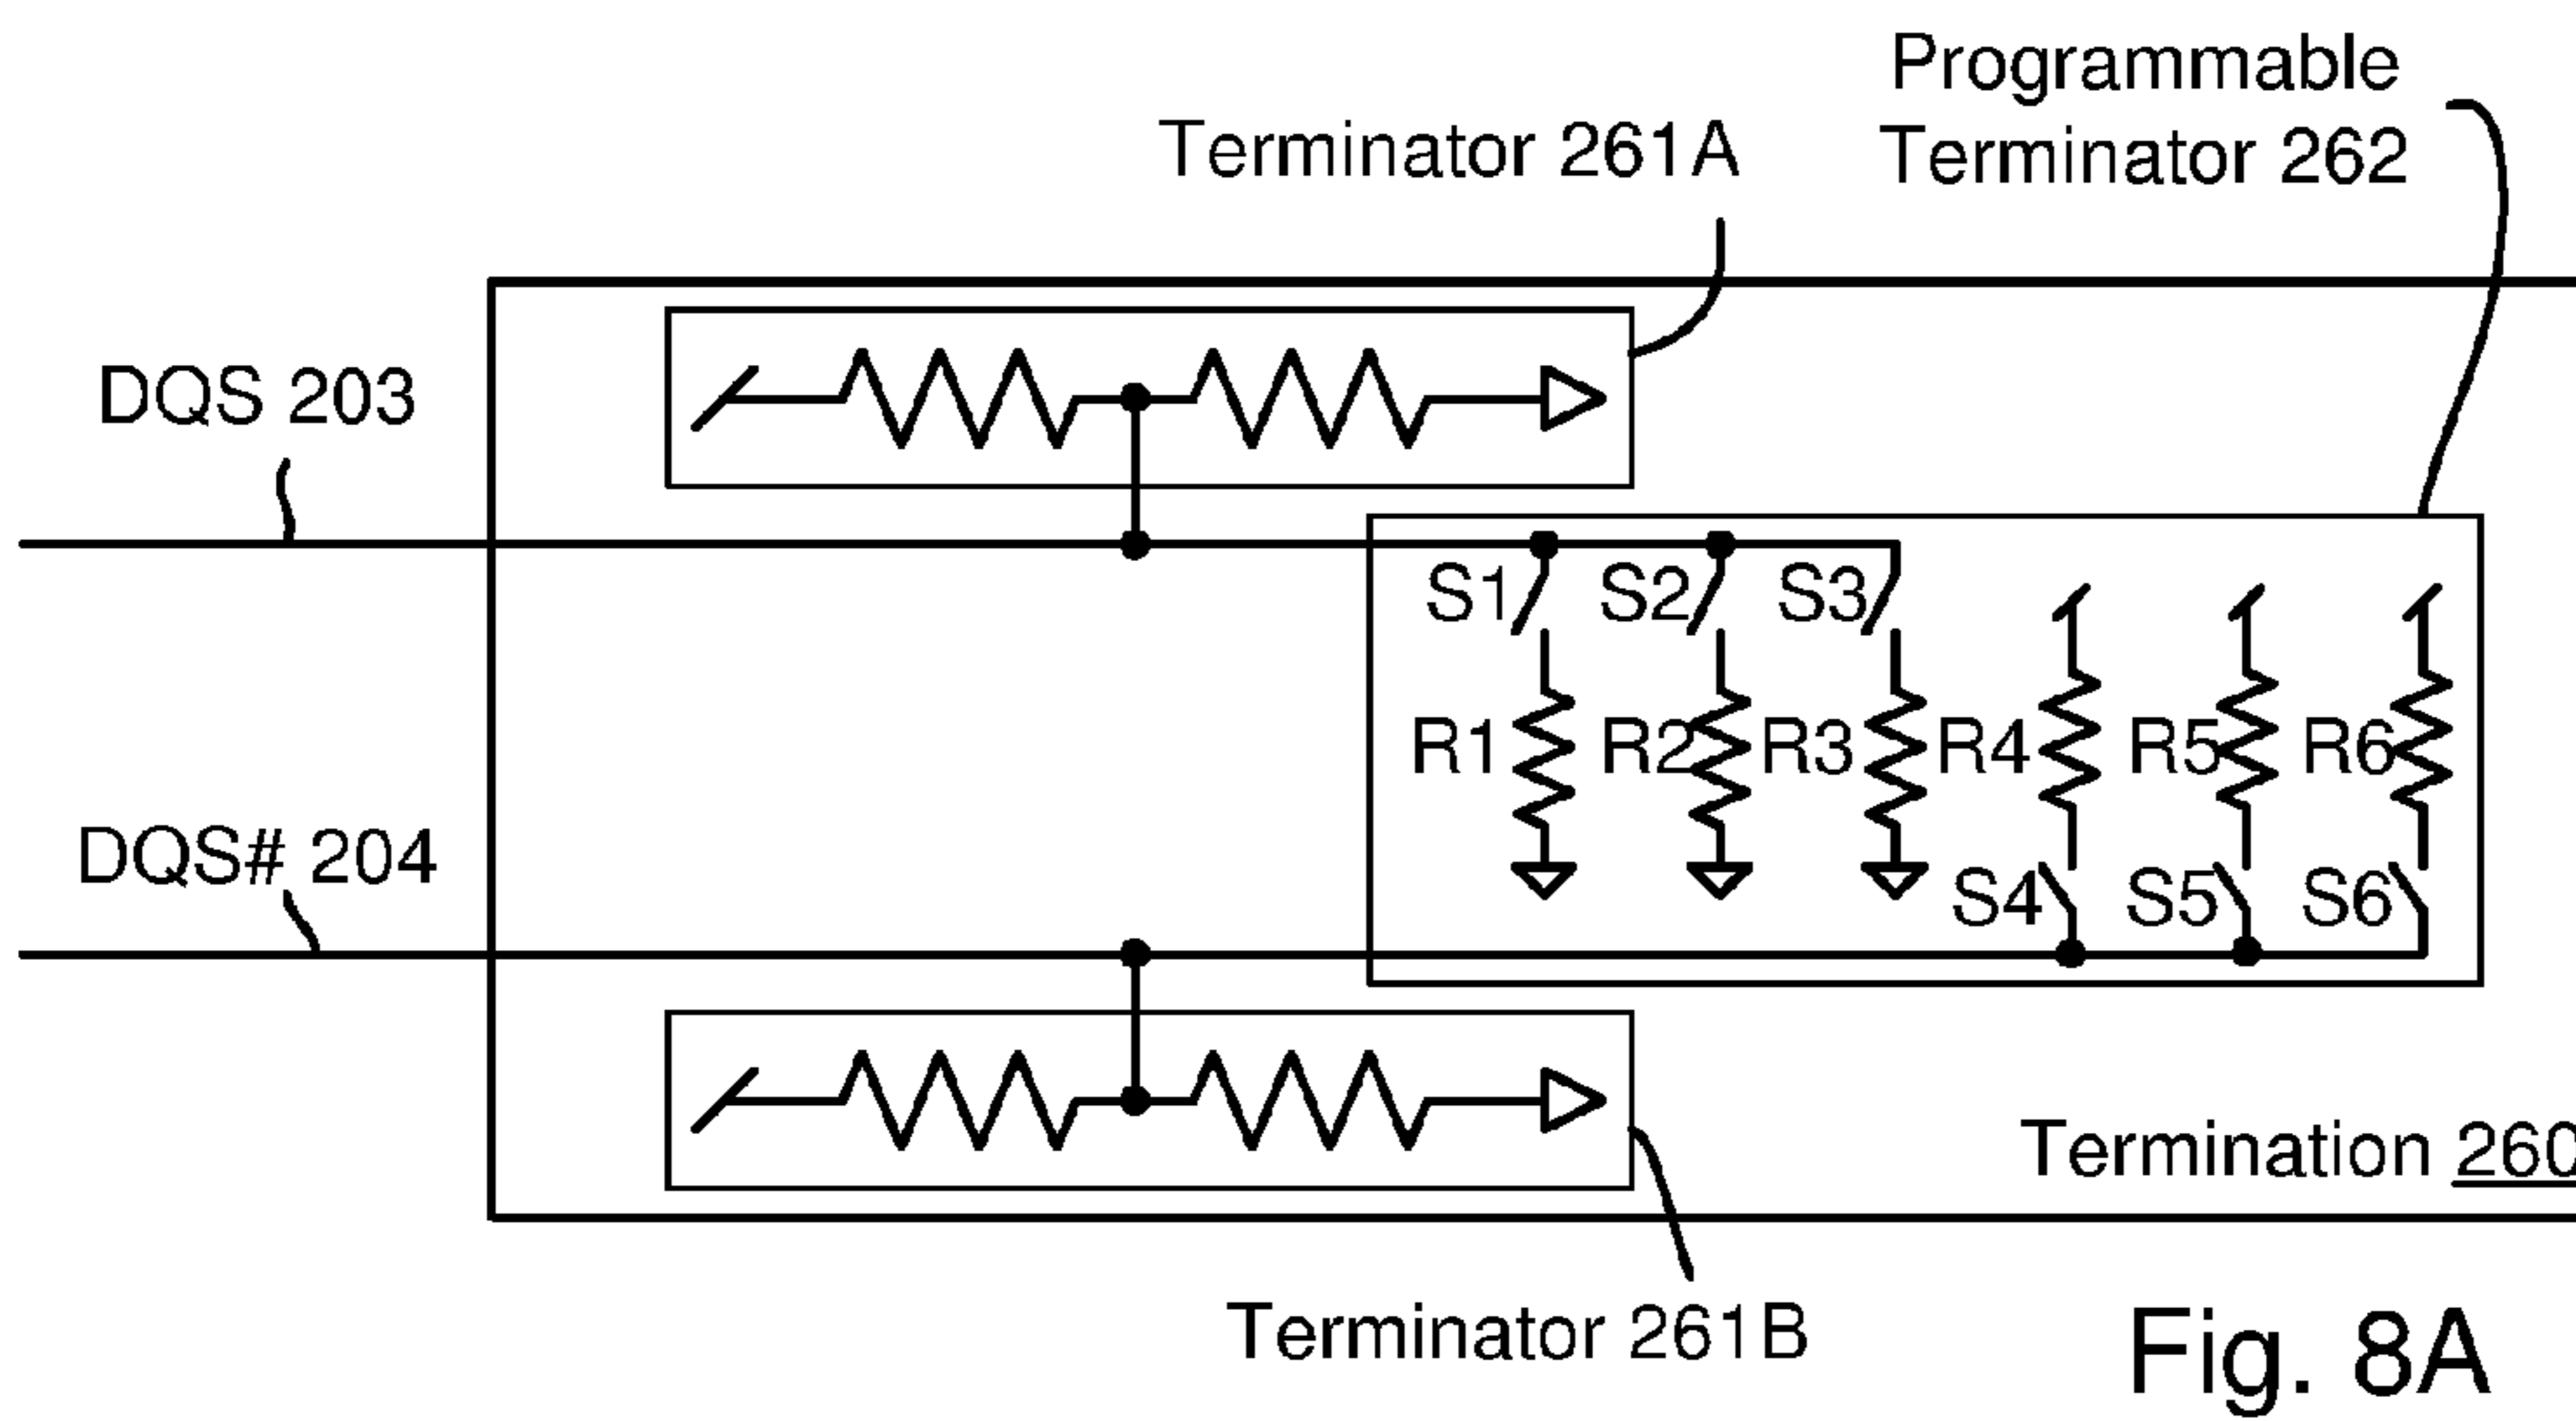 Programmable
Terminator 262
Terminator 261A
DQS 203
S1 S2 S3
R1 R2 R3 R4 R5 R6
DQS# 204
S4 S5 S6
Termination 260
Terminator 261B
Fig. 8A